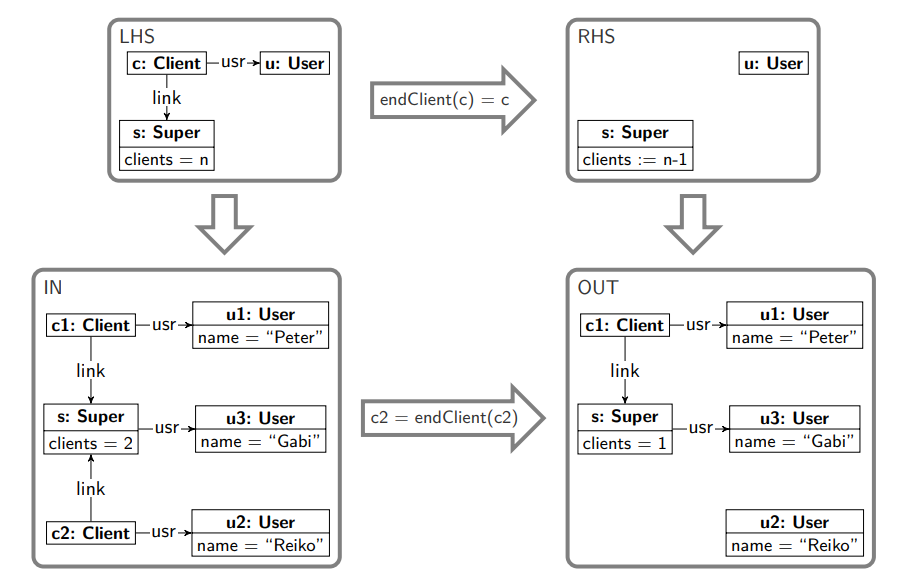 LHS
c: Client
usr
u: User
link
s: Super
clients = n
endClient(c) = c
RHS
u: User
s: Super
clients := n-1
IN
c1: Client
usr
u1: User
name = “Peter”
link
s: Super
clients = 2
usr
u3: User
name = “Gabi”
link
c2: Client
usr
u2: User
name = “Reiko”
c2 = endClient(c2)
OUT
c1: Client
usr
u1: User
name = “Peter”
link
s: Super
clients = 1
usr
u3: User
name = “Gabi”
u2: User
name = “Reiko”